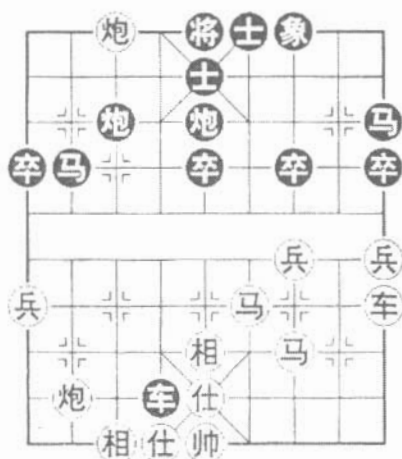 炮 将 士 象
士
炮 炮 马
卒 马 卒 卒 卒
兵 兵
兵 马 车
相 马
炮 车 仕
相 仕 帅